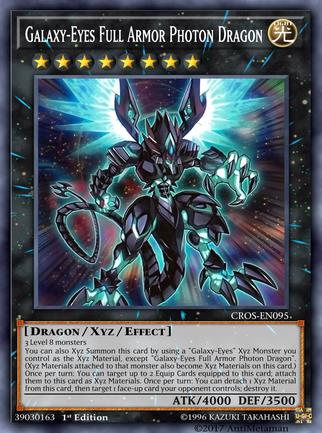 GALAXY-EYES FULL ARMOR PHOTON DRAGON
LIGHT
光
CROS-EN095
[DRAGON / XYZ / EFFECT]
3 Level 8 monsters
You can also Xyz Summon this card by using a "Galaxy-Eyes" Xyz Monster you
control as the Xyz Material, except "Galaxy-Eyes Full Armor Photon Dragon".
(Xyz Materials attached to that monster also become Xyz Materials on this card.)
Once per turn: You can target up to 2 Equip Cards equipped to this card; attach
them to this card as Xyz Materials. Once per turn: You can detach 1 Xyz Material
from this card, then target 1 face-up card your opponent controls; destroy it.
ATK/4000 DEF/3500
39030163 1st Edition ©1996 KAZUKI TAKAHASHI
©2017 AntiMetaman